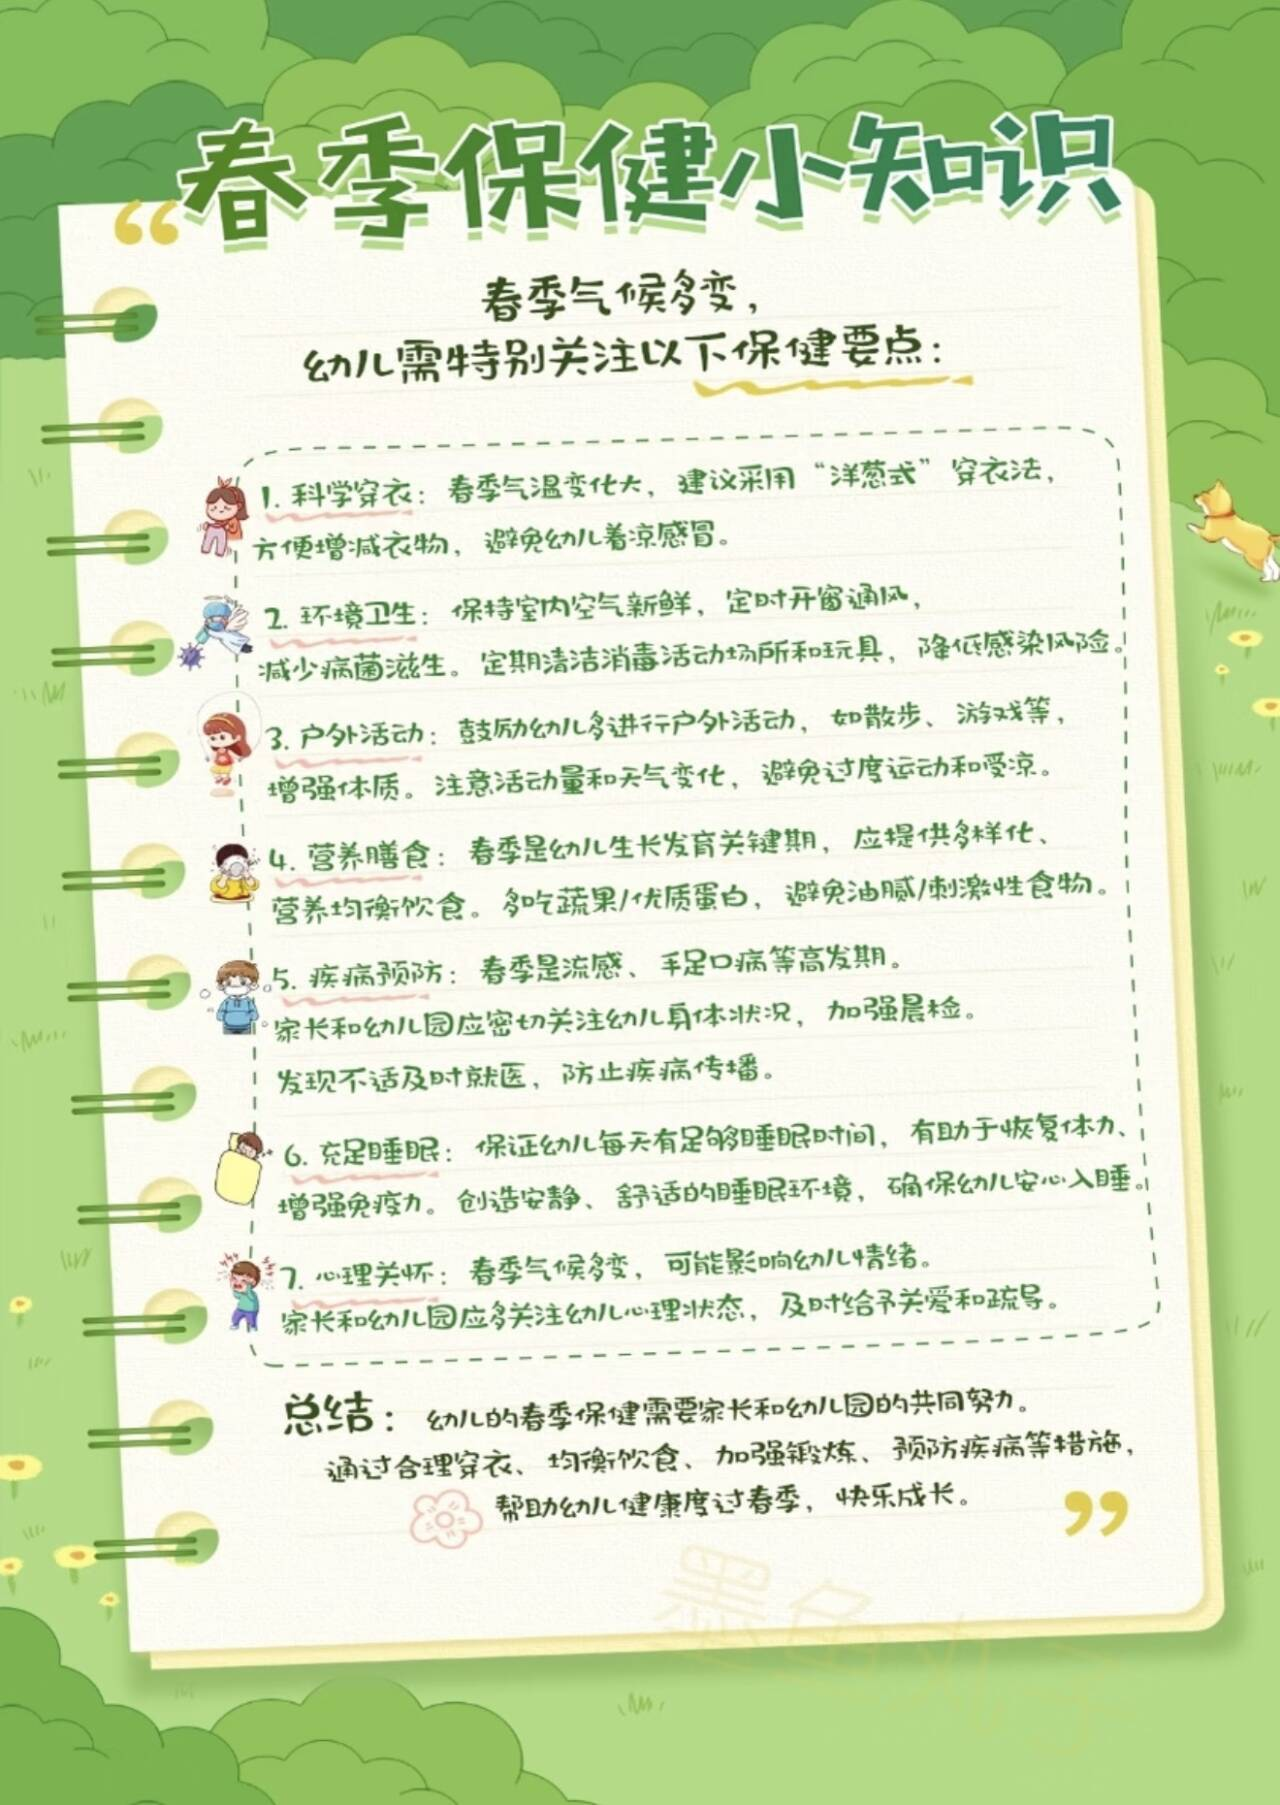 春季保健小知识
春季气候多变，
幼儿需特别关注以下保健要点：
1. 科学穿衣：春季气温变化大，建议采用“洋葱式”穿衣法，
方便增减衣物，避免幼儿着凉感冒。
2. 环境卫生：保持室内空气新鲜，定时开窗通风，
减少病菌滋生。定期清洁消毒活动场所和玩具，降低感染风险。
3. 户外活动：鼓励幼儿多进行户外活动，如散步、游戏等，
增强体质。注意活动量和天气变化，避免过度运动和受凉。
4. 营养膳食：春季是幼儿生长发育关键期，应提供多样化、
营养均衡饮食。多吃蔬果/优质蛋白，避免油腻/刺激性食物。
5. 疾病预防：春季是流感、手足口病等高发期。
家长和幼儿园应密切关注幼儿身体状况，加强晨检。
发现不适及时就医，防止疾病传播。
6. 充足睡眠：保证幼儿每天有足够睡眠时间，有助于恢复体力、
增强免疫力。创造安静、舒适的睡眠环境，确保幼儿安心入睡。
7. 心理关怀：春季气候多变，可能影响幼儿情绪。
家长和幼儿园应多关注幼儿心理状态，及时给予关爱和疏导。
总结：幼儿的春季保健需要家长和幼儿园的共同努力。
通过合理穿衣、均衡饮食、加强锻炼、预防疾病等措施，
帮助幼儿健康度过春季，快乐成长。
墨鱼丸子